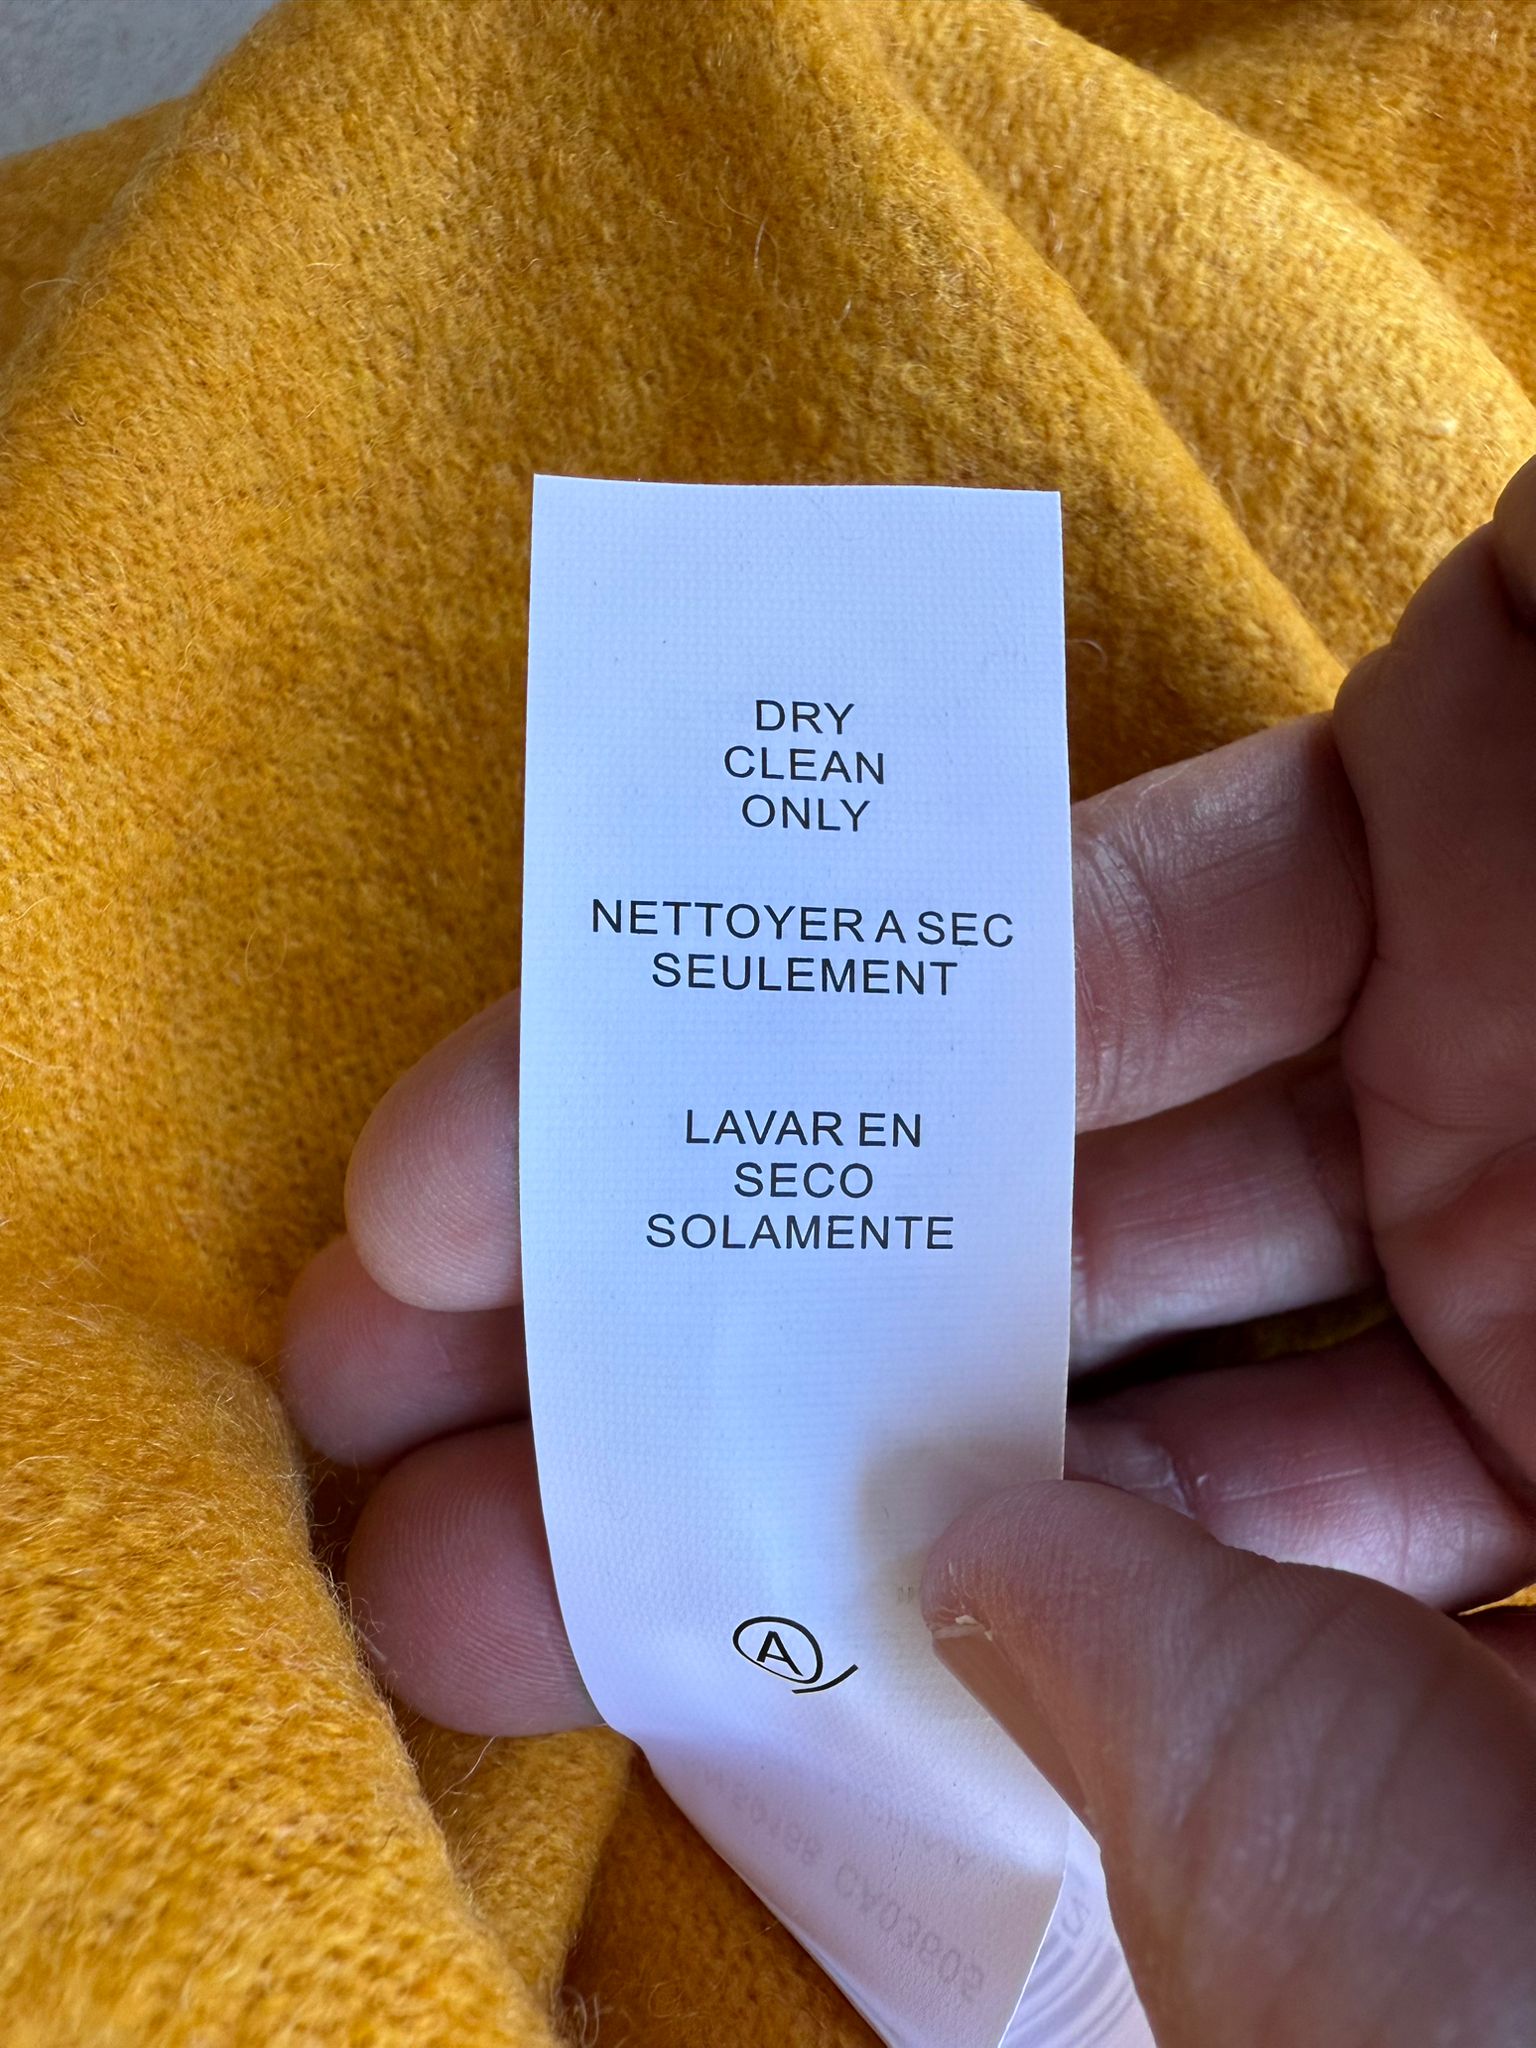 DRY
CLEAN
ONLY
NETTOYER A SEC
SEULEMENT
LAVAR EN
SECO
SOLAMENTE
A